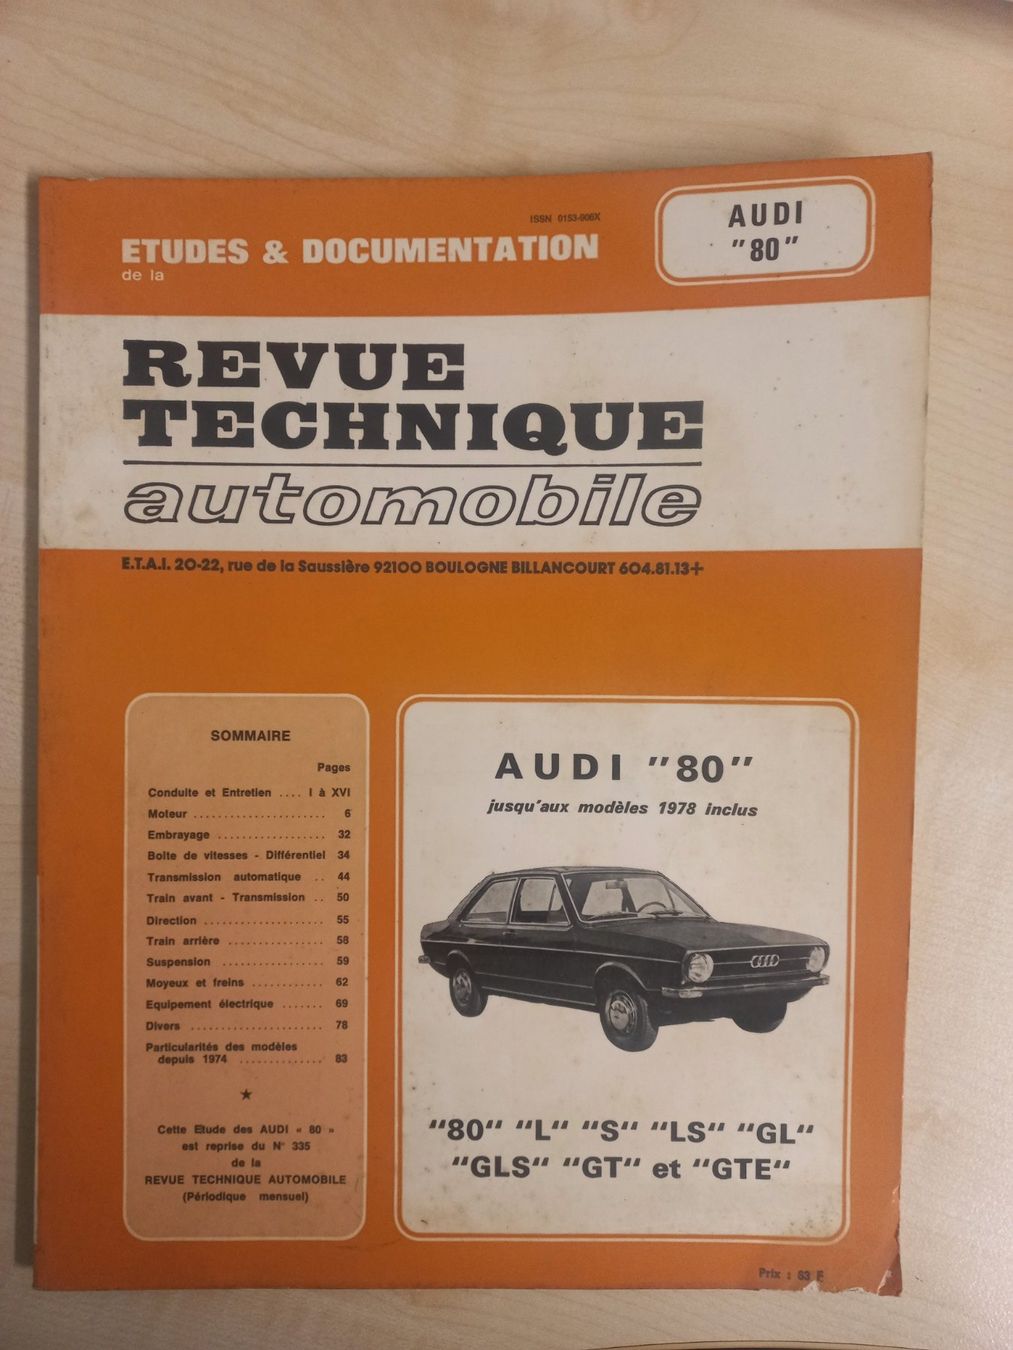 ISSN 0153-906X
ETUDES & DOCUMENTATION
de la
AUDI
"80"
REVUE
TECHNIQUE
automobile
E.T.A.I. 20-22, rue de la Saussière 92100 BOULOGNE BILLANCOURT 604.81.13+
SOMMAIRE
Pages
Conduite et Entretien .... I à XVI
Moteur ...................... 6
Embrayage .................. 32
Boîte de vitesses - Différentiel 34
Transmission automatique .. 44
Train avant - Transmission .. 50
Direction .................... 55
Train arrière ................ 58
Suspension ................. 59
Moyeux et freins ............ 62
Equipement électrique ....... 69
Divers ...................... 78
Particularités des modèles
depuis 1974 .............. 83
★
Cette Etude des AUDI « 80 »
est reprise du N° 335
de la
REVUE TECHNIQUE AUTOMOBILE
(Périodique mensuel)
AUDI "80"
jusqu'aux modèles 1978 inclus
"80" "L" "S" "LS" "GL"
"GLS" "GT" et "GTE"
Prix : 83 F